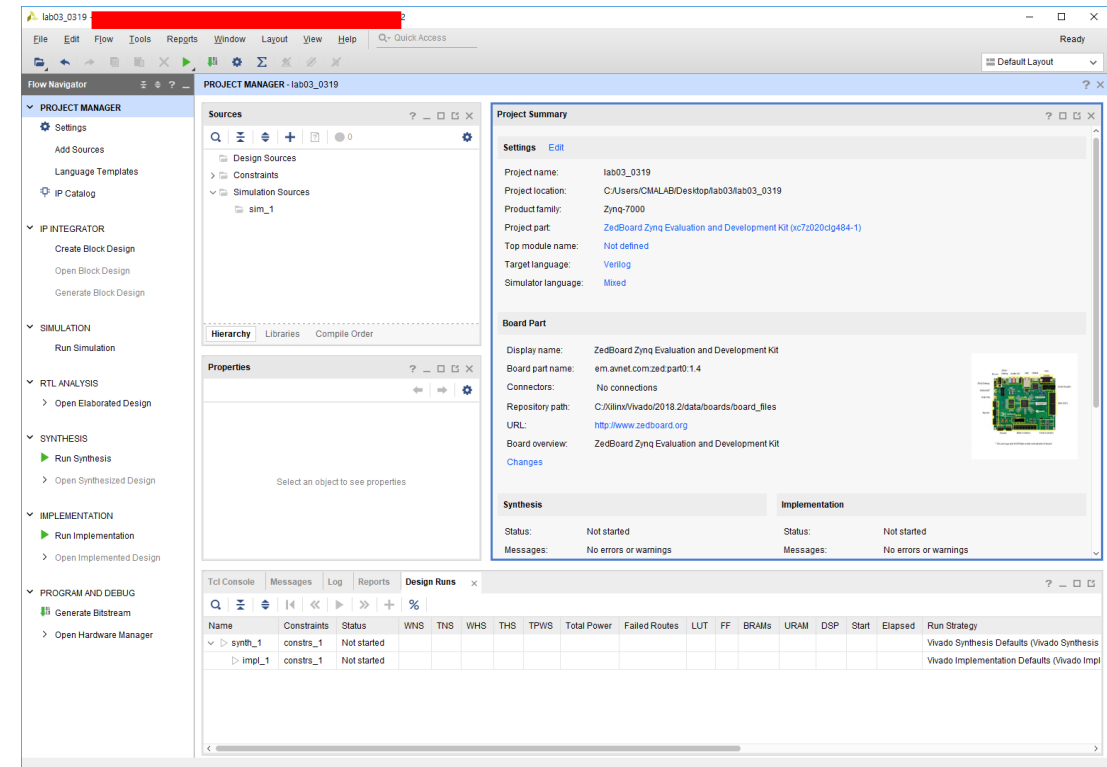 lab03_0319 - 2
File Edit Flow Tools Reports Window Layout View Help Q- Quick Access Ready
Default Layout
Flow Navigator ? _
PROJECT MANAGER - lab03_0319 ? X
PROJECT MANAGER
Settings
Add Sources
Language Templates
IP Catalog
IP INTEGRATOR
Create Block Design
Open Block Design
Generate Block Design
SIMULATION
Run Simulation
RTL ANALYSIS
Open Elaborated Design
SYNTHESIS
Run Synthesis
Open Synthesized Design
IMPLEMENTATION
Run Implementation
Open Implemented Design
PROGRAM AND DEBUG
Generate Bitstream
Open Hardware Manager
Sources
0
Design Sources
Constraints
Simulation Sources
sim_1
Hierarchy Libraries Compile Order
Properties
Select an object to see properties
Project Summary
Settings Edit
Project name: lab03_0319
Project location: C:/Users/CMALAB/Desktop/lab03/lab03_0319
Product family: Zynq-7000
Project part: ZedBoard Zynq Evaluation and Development Kit (xc7z020clg484-1)
Top module name: Not defined
Target language: Verilog
Simulator language: Mixed
Board Part
Display name: ZedBoard Zynq Evaluation and Development Kit
Board part name: em.avnet.com:zed:part0:1.4
Connectors: No connections
Repository path: C:/Xilinx/Vivado/2018.2/data/boards/board_files
URL: http://www.zedboard.org
Board overview: ZedBoard Zynq Evaluation and Development Kit
Changes
Synthesis Implementation
Status: Not started Status: Not started
Messages: No errors or warnings Messages: No errors or warnings
Tcl Console Messages Log Reports Design Runs
Name Constraints Status WNS TNS WHS THS TPWS Total Power Failed Routes LUT FF BRAMs URAM DSP Start Elapsed Run Strategy
synth_1 constrs_1 Not started Vivado Synthesis Defaults (Vivado Synthesis
impl_1 constrs_1 Not started Vivado Implementation Defaults (Vivado Impl